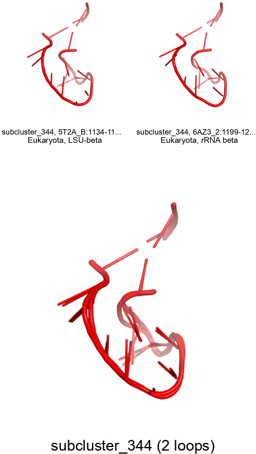 subcluster_344, 5T2A_B:1134-11...
Eukaryota, LSU-beta
subcluster_344, 6AZ3_2:1199-12...
Eukaryota, rRNA beta
subcluster_344 (2 loops)